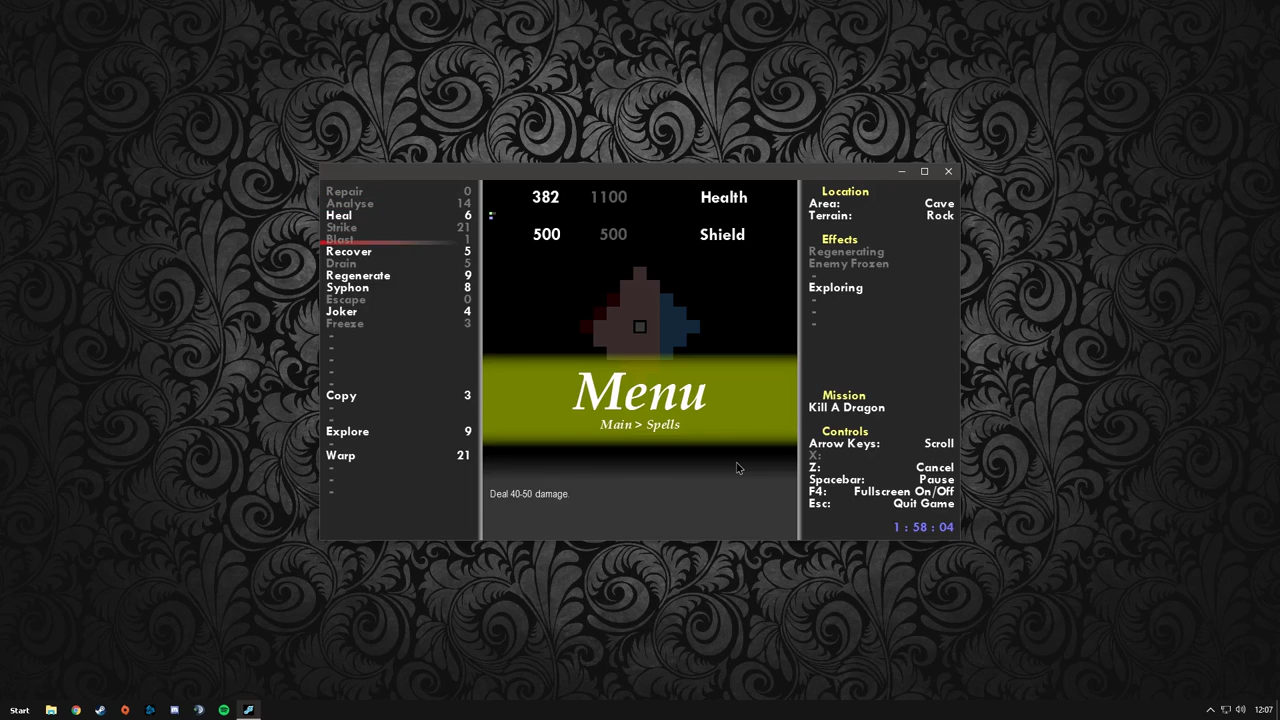 Repair 0
Analyse 14
Heal 6
Strike 21
Blast 1
Recover 5
Drain 5
Regenerate 9
Syphon 8
Escape 0
Joker 4
Freeze 3
-
-
-
-
-
Copy 3
-
-
Explore 9
-
Warp 21
-
-
-
382 1100 Health
500 500 Shield
Menu
Main > Spells
Deal 40-50 damage.
Location
Area: Cave
Terrain: Rock
Effects
Regenerating
Enemy Frozen
-
Exploring
-
-
-
Mission
Kill A Dragon
Controls
Arrow Keys: Scroll
X:
Z: Cancel
Spacebar: Pause
F4: Fullscreen On/Off
Esc: Quit Game
1 : 58 : 04
Start
12:07